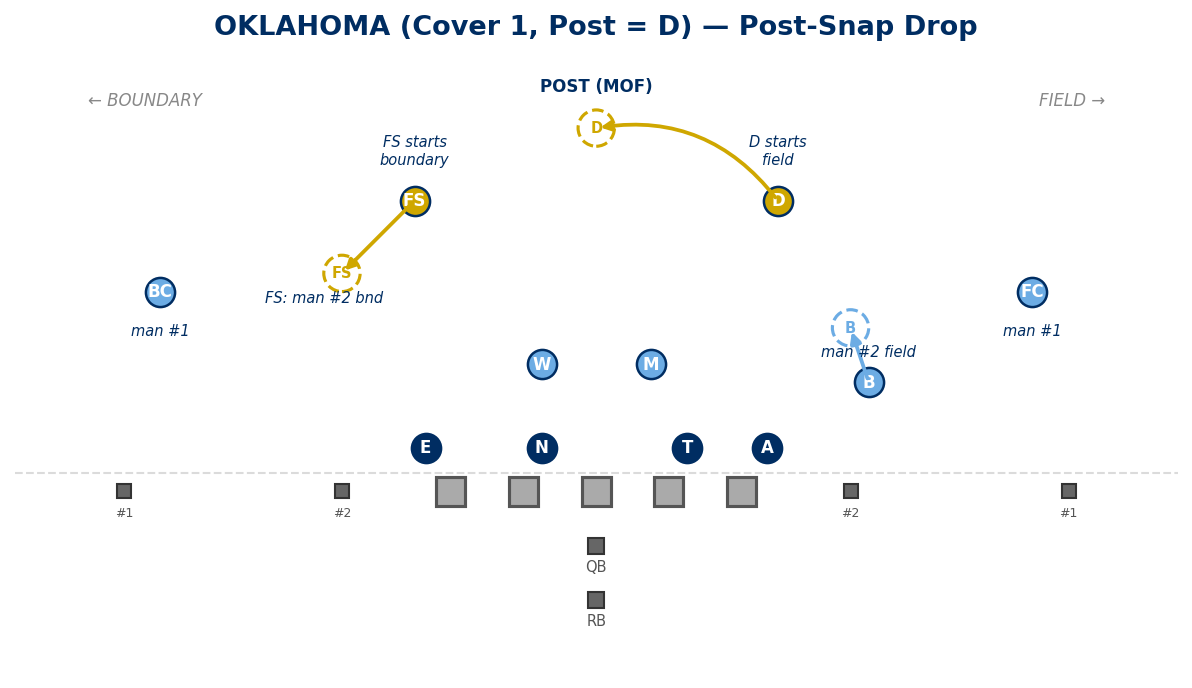 OKLAHOMA (Cover 1, Post = D) — Post-Snap Drop
POST (MOF)
← BOUNDARY
FIELD →
D
FS starts
boundary
D starts
field
FS
D
FS
FS: man #2 bnd
BC
FC
man #1
man #1
B
man #2 field
W
M
B
E
N
T
A
#1
#2
#2
#1
QB
RB